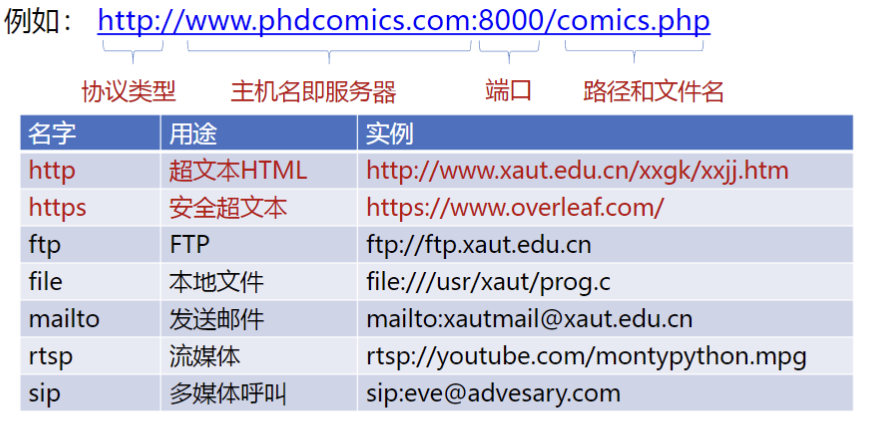 例如： http://www.phdcomics.com:8000/comics.php
协议类型 主机名即服务器 端口 路径和文件名
名字 用途 实例
http 超文本HTML http://www.xaut.edu.cn/xxgk/xxjj.htm
https 安全超文本 https://www.overleaf.com/
ftp FTP ftp://ftp.xaut.edu.cn
file 本地文件 file:///usr/xaut/prog.c
mailto 发送邮件 mailto:xautmail@xaut.edu.cn
rtsp 流媒体 rtsp://youtube.com/montypython.mpg
sip 多媒体呼叫 sip:eve@advesary.com